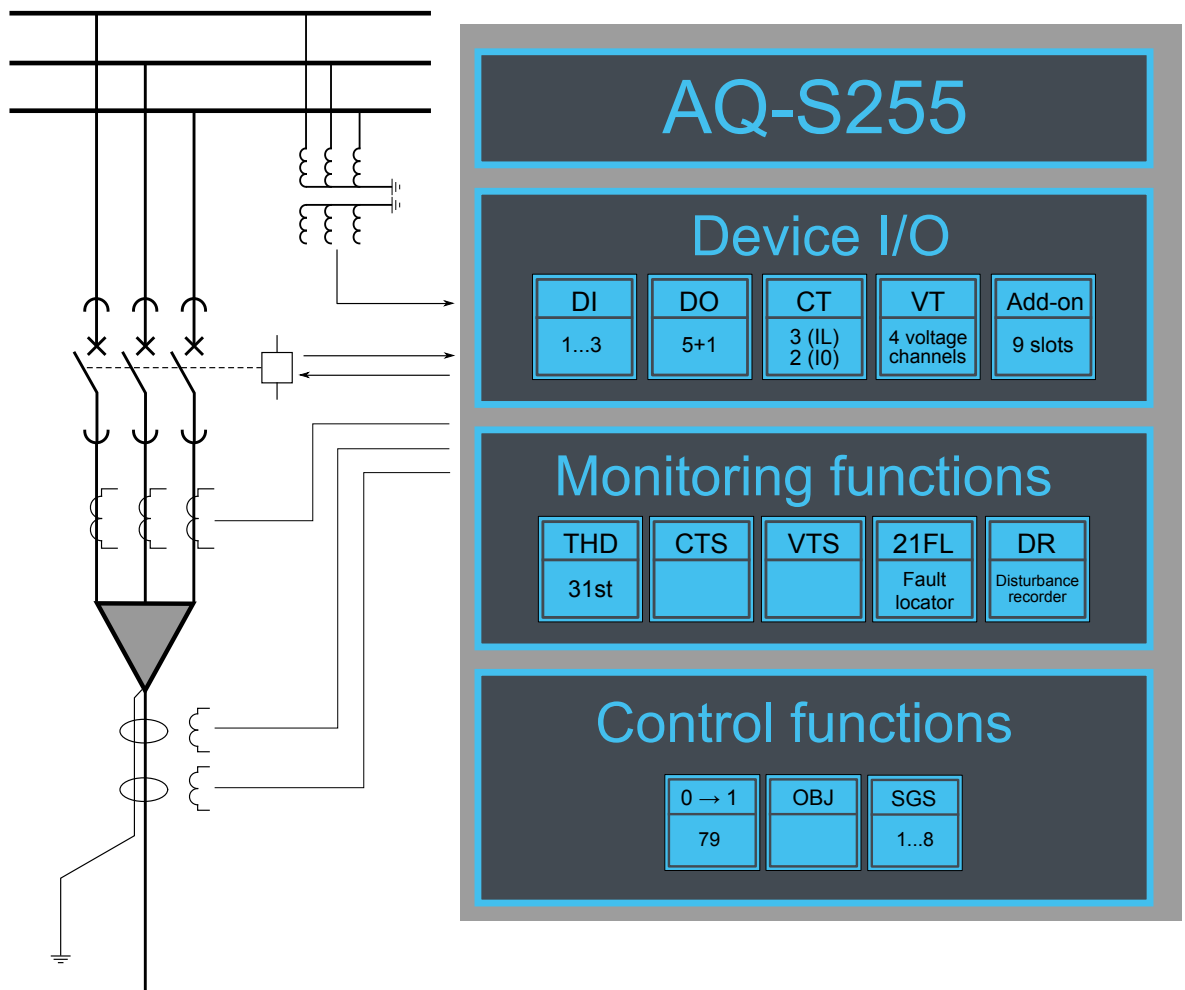 AQ-S255
Device I/O
DI
1...3
DO
5+1
CT
3 (IL)
2 (I0)
VT
4 voltage
channels
Add-on
9 slots
Monitoring functions
THD
31st
CTS
VTS
21FL
Fault
locator
DR
Disturbance
recorder
Control functions
0 → 1
79
OBJ
SGS
1...8